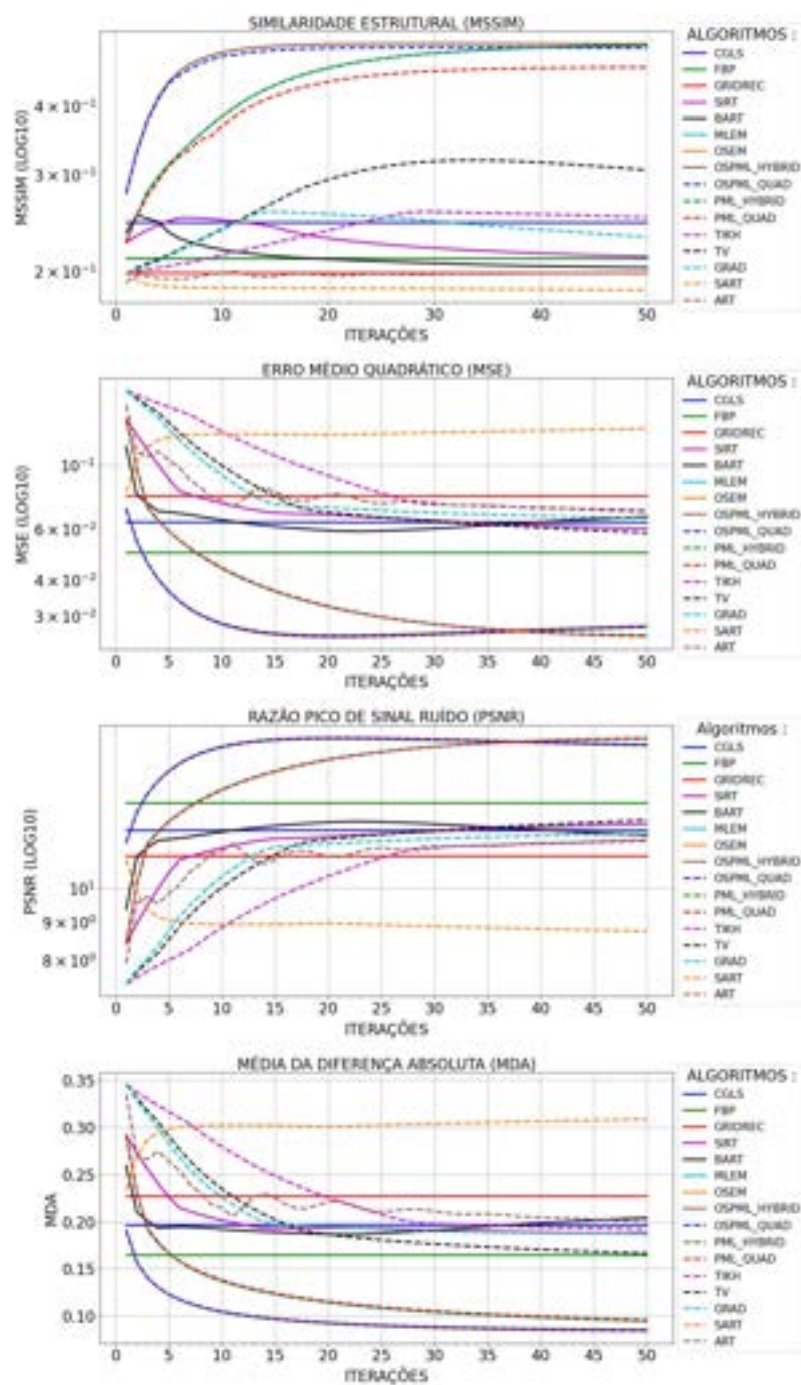 SIMILARIDADE ESTRUTURAL (MSSIM)
MSSIM (LOG10)
4 × 10⁻¹
3 × 10⁻¹
2 × 10⁻¹
0 5 10 15 20 25 30 35 40 45 50
ITERAÇÕES
ALGORITMOS :
CGLS
FBP
GRIDREC
SIRT
BART
MLEM
OSEM
OSPML_HYBRID
OSPML_QUAD
PML_HYBRID
PML_QUAD
TIKH
TV
GRAD
SART
ART
ERRO MÉDIO QUADRÁTICO (MSE)
MSE (LOG10)
10⁻¹
6 × 10⁻²
4 × 10⁻²
3 × 10⁻²
0 5 10 15 20 25 30 35 40 45 50
ITERAÇÕES
ALGORITMOS :
CGLS
FBP
GRIDREC
SIRT
BART
MLEM
OSEM
OSPML_HYBRID
OSPML_QUAD
PML_HYBRID
PML_QUAD
TIKH
TV
GRAD
SART
ART
RAZÃO PICO DE SINAL RUÍDO (PSNR)
PSNR (LOG10)
10¹
9 × 10⁰
8 × 10⁰
0 5 10 15 20 25 30 35 40 45 50
ITERAÇÕES
Algoritmos :
CGLS
FBP
GRIDREC
SIRT
BART
MLEM
OSEM
OSPML_HYBRID
OSPML_QUAD
PML_HYBRID
PML_QUAD
TIKH
TV
GRAD
SART
ART
MÉDIA DA DIFERENÇA ABSOLUTA (MDA)
MDA
0.35
0.30
0.25
0.20
0.15
0.10
0 5 10 15 20 25 30 35 40 45 50
ITERAÇÕES
ALGORITMOS :
CGLS
FBP
GRIDREC
SIRT
BART
MLEM
OSEM
OSPML_HYBRID
OSPML_QUAD
PML_HYBRID
PML_QUAD
TIKH
TV
GRAD
SART
ART